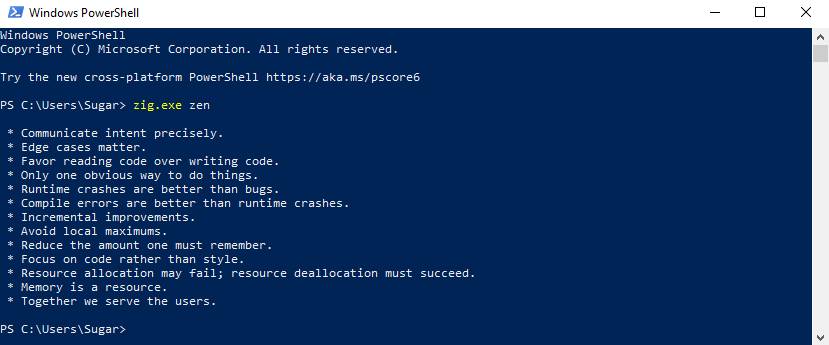 Windows PowerShell
Windows PowerShell
Copyright (C) Microsoft Corporation. All rights reserved.
Try the new cross-platform PowerShell https://aka.ms/pscore6
PS C:\Users\Sugar> zig.exe zen
* Communicate intent precisely.
* Edge cases matter.
* Favor reading code over writing code.
* Only one obvious way to do things.
* Runtime crashes are better than bugs.
* Compile errors are better than runtime crashes.
* Incremental improvements.
* Avoid local maximums.
* Reduce the amount one must remember.
* Focus on code rather than style.
* Resource allocation may fail; resource deallocation must succeed.
* Memory is a resource.
* Together we serve the users.
PS C:\Users\Sugar>